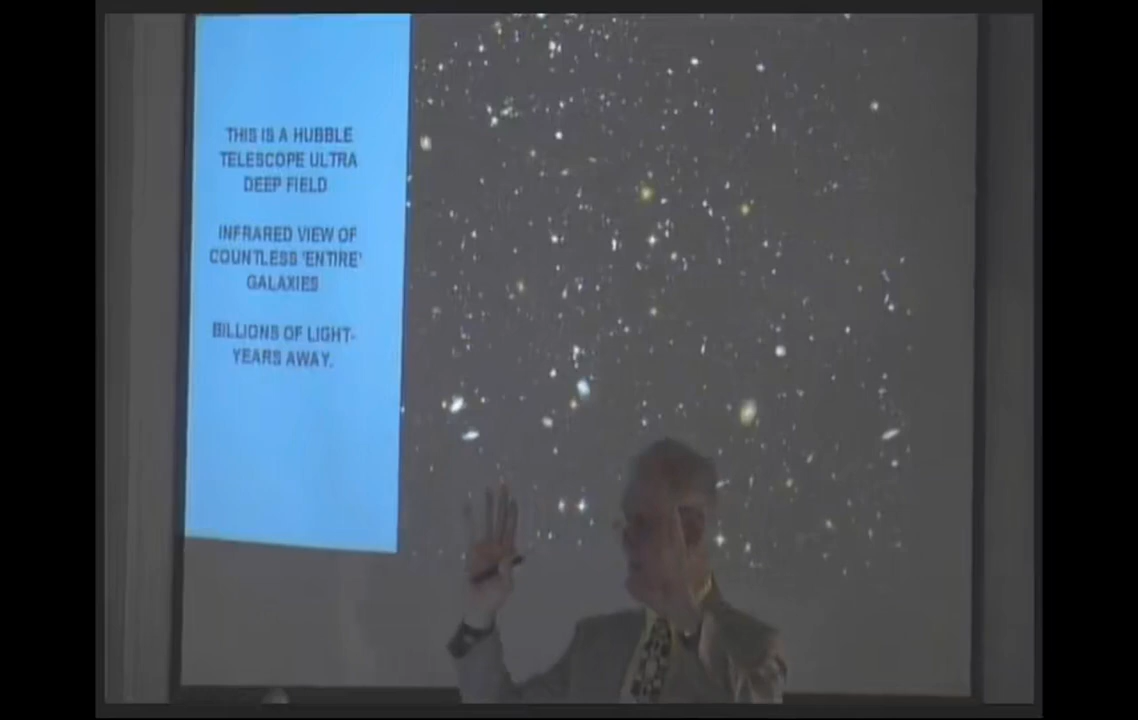 THIS IS A HUBBLE
TELESCOPE ULTRA
DEEP FIELD
INFRARED VIEW OF
COUNTLESS 'ENTIRE'
GALAXIES
BILLIONS OF LIGHT-
YEARS AWAY.